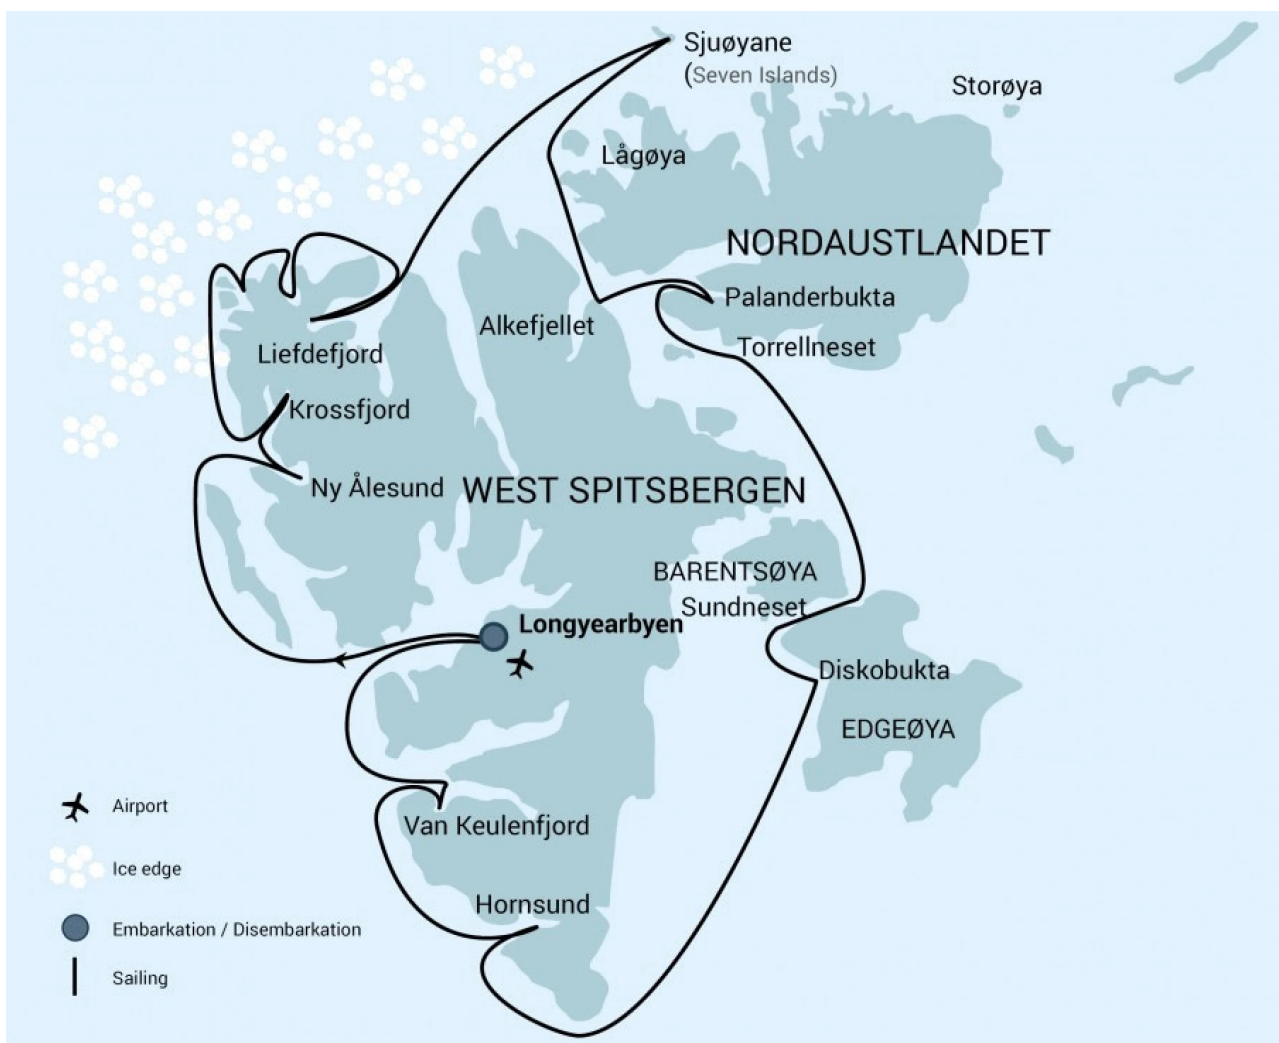 Sjuøyane
(Seven Islands)
Storøya
Lågøya
NORDAUSTLANDET
Palanderbukta
Alkefjellet
Torrellneset
Liefdefjord
Krossfjord
Ny Ålesund
WEST SPITSBERGEN
BARENTSØYA
Sundneset
Longyearbyen
Diskobukta
EDGEØYA
Airport
Van Keulenfjord
Ice edge
Hornsund
Embarkation / Disembarkation
Sailing